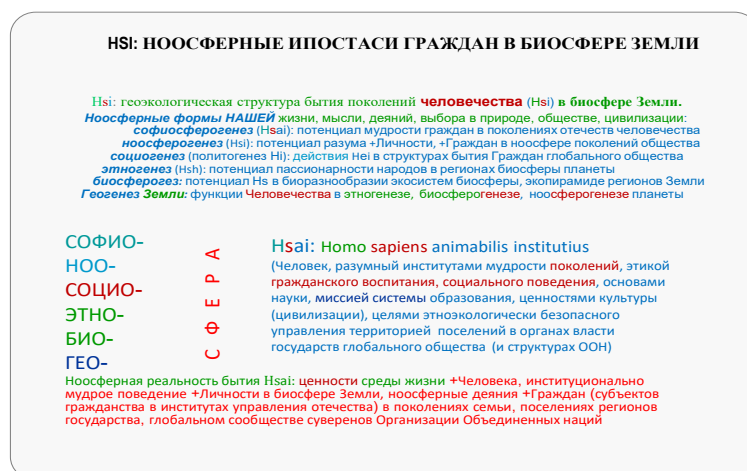 HSI: НООСФЕРНЫЕ ИПОСТАСИ ГРАЖДАН В БИОСФЕРЕ ЗЕМЛИ
Hsi: геоэкологическая структура бытия поколений человечества (Hsi) в биосфере Земли.
Ноосферные формы НАШЕЙ жизни, мысли, деяний, выбора в природе, обществе, цивилизации:
софиосферогенез (Hsai): потенциал мудрости граждан в поколениях отечеств человечества
ноосферогенез (Hsi): потенциал разума +Личности, +Граждан в ноосфере поколений общества
социогенез (политогенез Hi): действия Hei в структурах бытия Граждан глобального общества
этногенез (Hsh): потенциал пассионарности народов в регионах биосферы планеты
биосферогез: потенциал Hs в биоразнообразии экосистем биосферы, экопирамиде регионов Земли
Геогенез Земли: функции Человечества в этногенезе, биосферогенезе, ноосферогенезе планеты
СОФИО-
НОО-
СОЦИО-
ЭТНО-
БИО-
ГЕО-
СФЕРА
Hsai: Homo sapiens animabilis institutius
(Человек, разумный институтами мудрости поколений, этикой
гражданского воспитания, социального поведения, основами
науки, миссией системы образования, ценностями культуры
(цивилизации), целями этноэкологически безопасного
управления территорией  поселений в органах власти
государств глобального общества  (и структурах ООН)
Ноосферная реальность бытия Hsai: ценности среды жизни +Человека, институционально
мудрое поведение +Личности в биосфере Земли, ноосферные деяния +Граждан (субъектов
гражданства в институтах управления отечества) в поколениях семьи, поселениях регионов
государства, глобальном сообществе суверенов Организации Объединенных наций